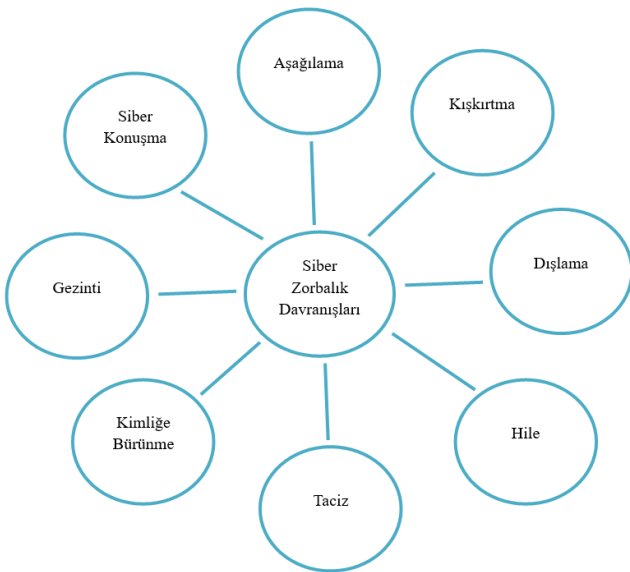 Aşağılama
Kışkırtma
Siber
Konuşma
Dışlama
Siber
Zorbalık
Davranışları
Gezinti
Kimliğe
Bürünme
Hile
Taciz